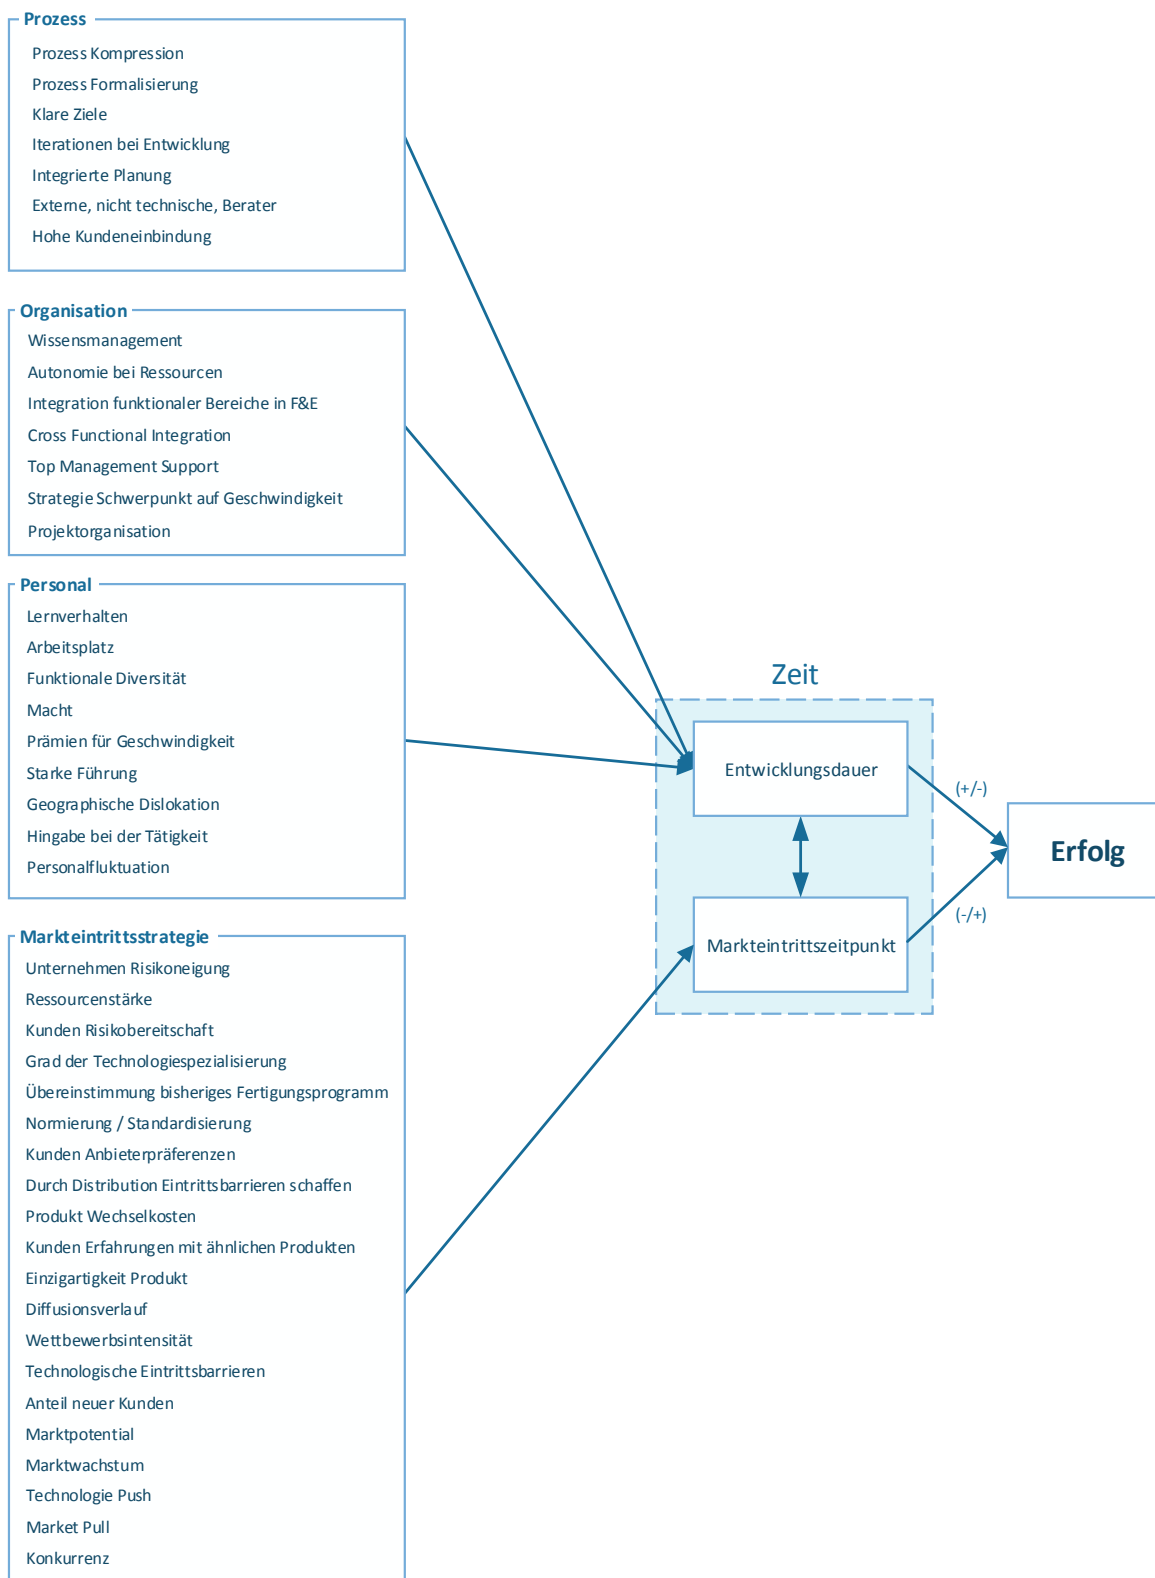 Prozess
Prozess Kompression
Prozess Formalisierung
Klare Ziele
Iterationen bei Entwicklung
Integrierte Planung
Externe, nicht technische, Berater
Hohe Kundeneinbindung
Organisation
Wissensmanagement
Autonomie bei Ressourcen
Integration funktionaler Bereiche in F&E
Cross Functional Integration
Top Management Support
Strategie Schwerpunkt auf Geschwindigkeit
Projektorganisation
Personal
Lernverhalten
Arbeitsplatz
Funktionale Diversität
Macht
Prämien für Geschwindigkeit
Starke Führung
Geographische Dislokation
Hingabe bei der Tätigkeit
Personalfluktuation
Markteintrittsstrategie
Unternehmen Risikoneigung
Ressourcenstärke
Kunden Risikobereitschaft
Grad der Technologiespezialisierung
Übereinstimmung bisheriges Fertigungsprogramm
Normierung / Standardisierung
Kunden Anbieterpräferenzen
Durch Distribution Eintrittsbarrieren schaffen
Produkt Wechselkosten
Kunden Erfahrungen mit ähnlichen Produkten
Einzigartigkeit Produkt
Diffusionsverlauf
Wettbewerbsintensität
Technologische Eintrittsbarrieren
Anteil neuer Kunden
Marktpotential
Marktwachstum
Technologie Push
Market Pull
Konkurrenz
Zeit
Entwicklungsdauer
Markteintrittszeitpunkt
(+/-)
(-/+)
Erfolg